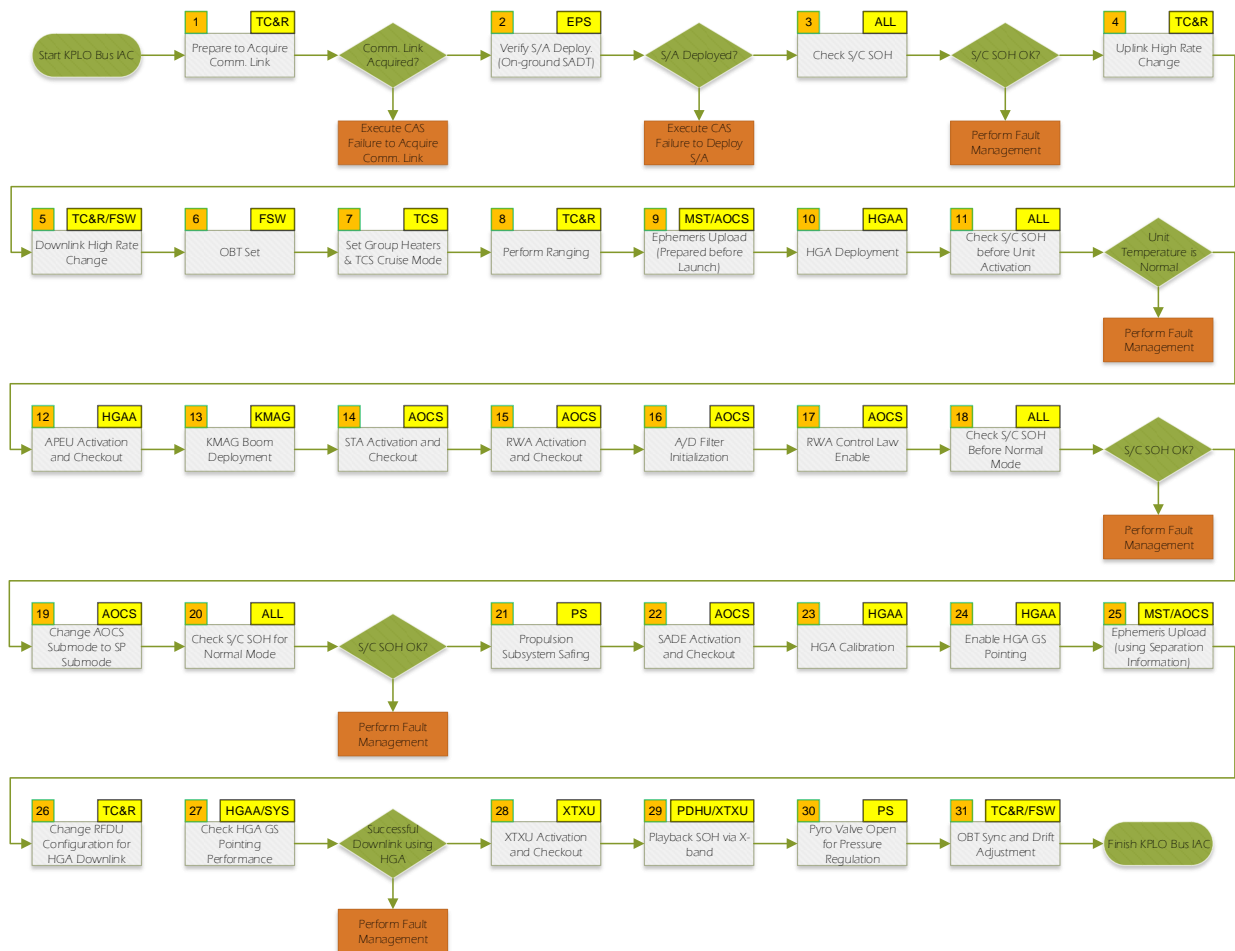 1 TC&R
2 EPS
3 ALL
4 TC&R
Start KPLO Bus IAC
Prepare to Acquire
Comm. Link
Comm. Link
Acquired?
Verify S/A Deploy.
(On-ground SADT)
S/A Deployed?
Check S/C SOH
S/C SOH OK?
Uplink High Rate
Change
Execute CAS
Failure to Acquire
Comm. Link
Execute CAS
Failure to Deploy
S/A
Perform Fault
Management
5 TC&R/FSW
6 FSW
7 TCS
8 TC&R
9 MST/AOCS
10 HGAA
11 ALL
Downlink High Rate
Change
OBT Set
Set Group Heaters
& TCS Cruise Mode
Perform Ranging
Ephemeris Upload
(Prepared before
Launch)
HGA Deployment
Check S/C SOH
before Unit
Activation
Unit
Temperature is
Normal
Perform Fault
Management
12 HGAA
13 KMAG
14 AOCS
15 AOCS
16 AOCS
17 AOCS
18 ALL
APEU Activation
and Checkout
KMAG Boom
Deployment
STA Activation and
Checkout
RWA Activation
and Checkout
A/D Filter
Initialization
RWA Control Law
Enable
Check S/C SOH
Before Normal
Mode
S/C SOH OK?
Perform Fault
Management
19 AOCS
20 ALL
21 PS
22 AOCS
23 HGAA
24 HGAA
25 MST/AOCS
Change AOCS
Submode to SP
Submode
Check S/C SOH for
Normal Mode
S/C SOH OK?
Propulsion
Subsystem Safing
SADE Activation
and Checkout
HGA Calibration
Enable HGA GS
Pointing
Ephemeris Upload
(using Separation
Information)
Perform Fault
Management
26 TC&R
27 HGAA/SYS
28 XTXU
29 PDHU/XTXU
30 PS
31 TC&R/FSW
Change RFDU
Configuration for
HGA Downlink
Check HGA GS
Pointing
Performance
Successful
Downlink using
HGA
XTXU Activation
and Checkout
Playback SOH via X-
band
Pyro Valve Open
for Pressure
Regulation
OBT Sync and Drift
Adjustment
Finish KPLO Bus IAC
Perform Fault
Management